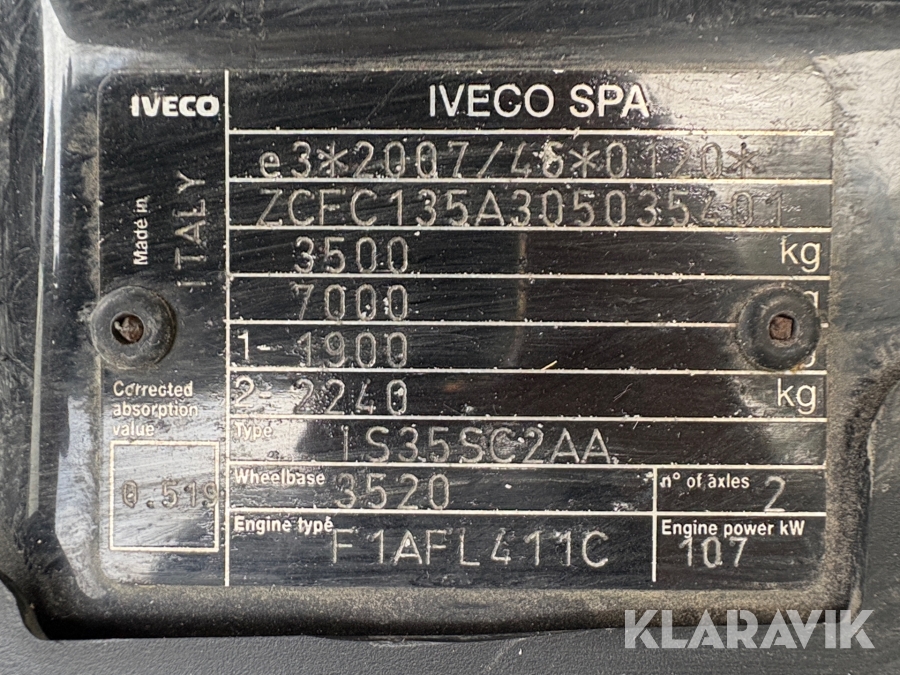 IVECO
IVECO SPA
Made in
ITALY
e3*2007/46*0120*
ZCFC135A305035401
3500 kg
7000
1- 1900
2- 2240 kg
Corrected
absorption
value
0.519
Type
IS35SC2AA
Wheelbase
3520
n° of axles
2
Engine type
F1AFL411C
Engine power kW
107
KLARAVIK